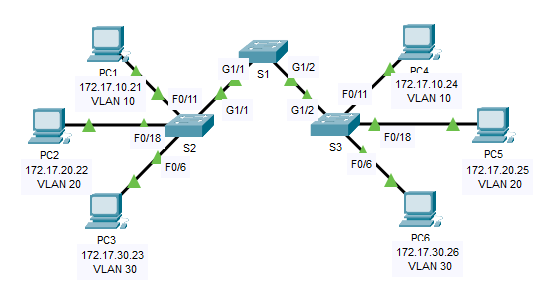 PC1
172.17.10.21
VLAN 10
F0/11
G1/1
S1
G1/2
PC4
172.17.10.24
VLAN 10
F0/11
G1/1
G1/2
PC2
172.17.20.22
VLAN 20
F0/18
S2
F0/6
S3
F0/18
F0/6
PC5
172.17.20.25
VLAN 20
PC3
172.17.30.23
VLAN 30
PC6
172.17.30.26
VLAN 30